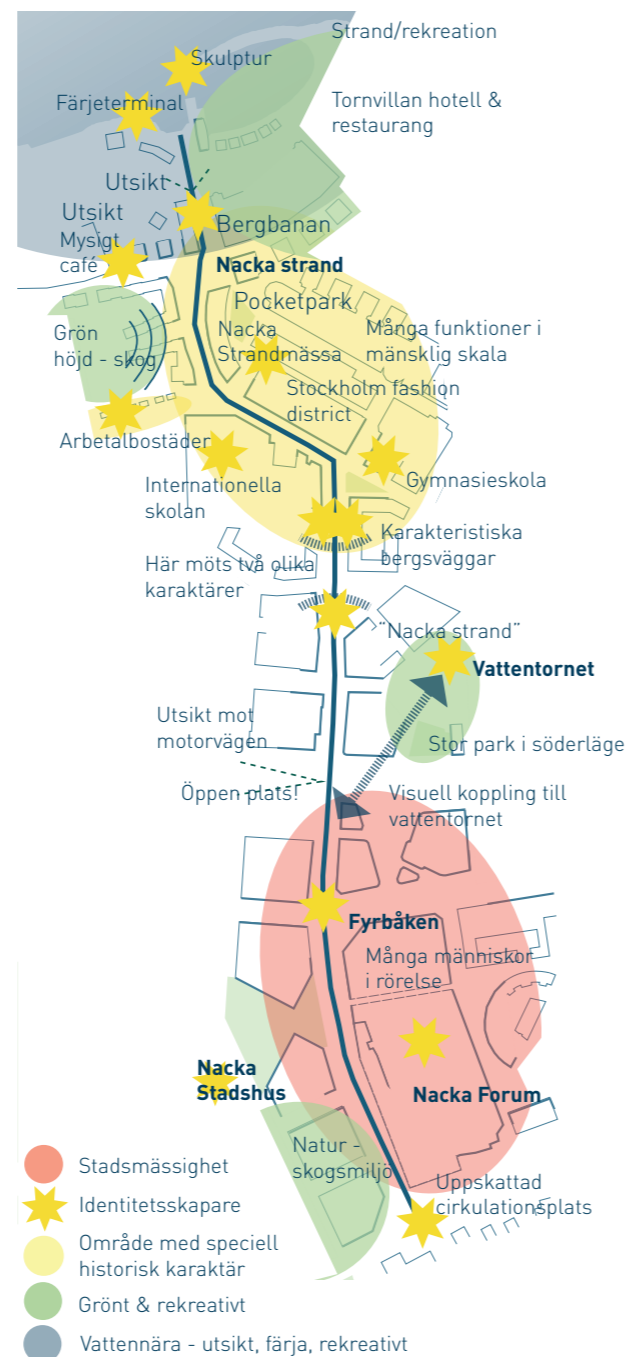 Strand/rekreation
Skulptur
Färjeterminal
Tornvillan hotell &
restaurang
Utsikt
Utsikt
Mysigt
café
Bergbanan
Nacka strand
Pocketpark
Grön
höjd - skog
Nacka
Strandmässa
Många funktioner i
mänsklig skala
Stockholm fashion
district
Arbetalbostäder
Internationella
skolan
Gymnasieskola
Karakteristiska
bergsväggar
Här möts två olika
karaktärer
"Nacka strand"
Vattentornet
Utsikt mot
motorvägen
Stor park i söderläge
Öppen plats!
Visuell koppling till
vattentornet
Fyrbåken
Många människor
i rörelse
Nacka
Stadshus
Nacka Forum
Natur -
skogsmiljö
Uppskattad
cirkulationsplats
Stadsmässighet
Identitetsskapare
Område med speciell
historisk karaktär
Grönt & rekreativt
Vattennära - utsikt, färja, rekreativt